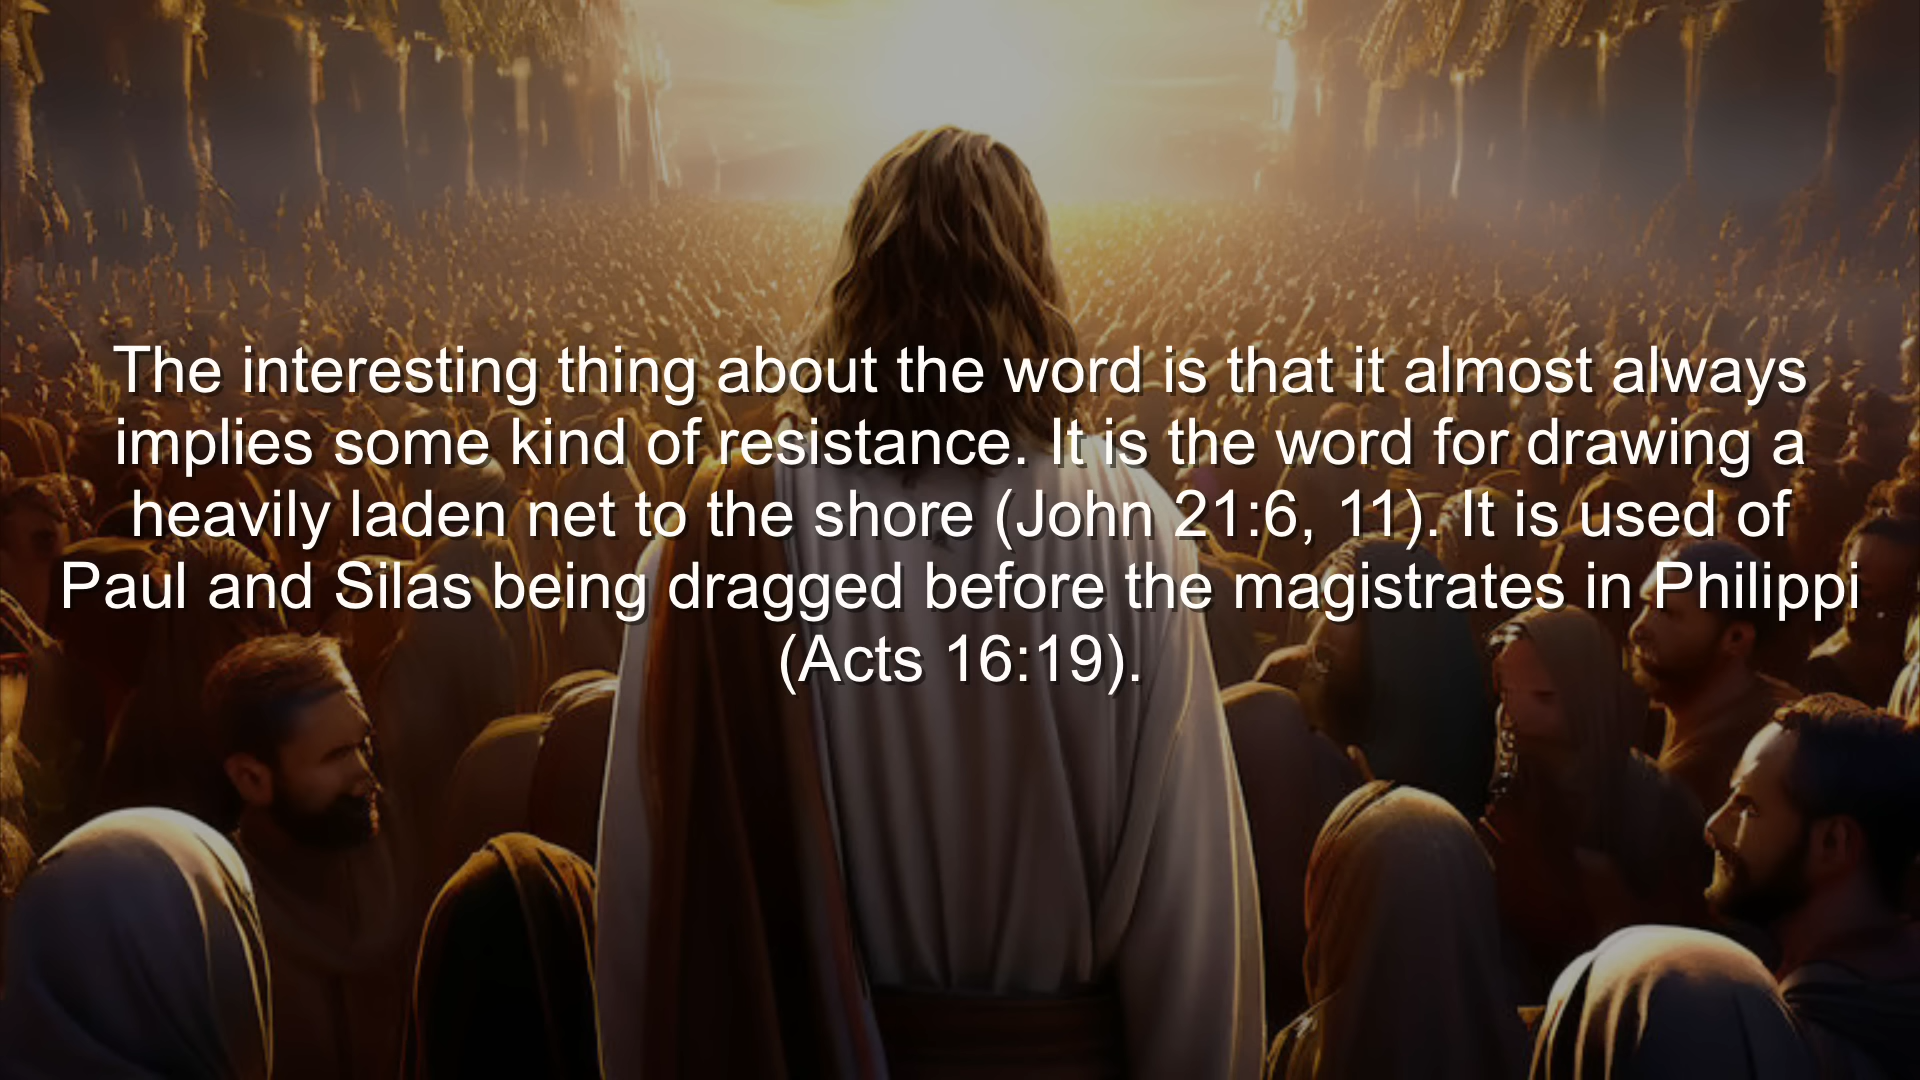 The interesting thing about the word is that it almost always
implies some kind of resistance. It is the word for drawing a
heavily laden net to the shore (John 21:6, 11). It is used of
Paul and Silas being dragged before the magistrates in Philippi
(Acts 16:19).